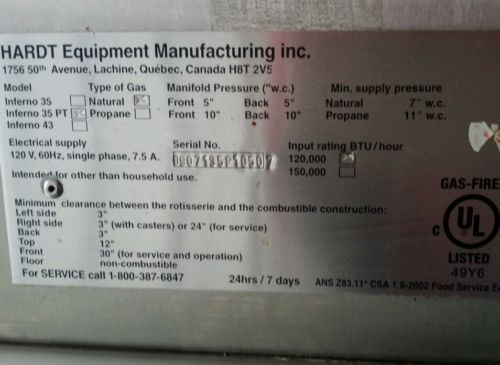 HARDT Equipment Manufacturing inc.
1756 50th Avenue, Lachine, Québec, Canada H8T 2V5
Model Type of Gas Manifold Pressure ("w.c.) Min. supply pressure
Inferno 35 Natural Front 5" Back 5" Natural 7" w.c.
Inferno 35 PT Propane Front 10" Back 10" Propane 11" w.c.
Inferno 43
Electrical supply Serial No. Input rating BTU/hour
120 V, 60Hz, single phase, 7.5 A. 120,000
Intended for other than household use. 150,000
GAS-FIRE
Minimum clearance between the rotisserie and the combustible construction:
Left side 3"
Right side 3" (with casters) or 24" (for service)
Back 3"
Top 12"
Front 30" (for service and operation)
Floor non-combustible
C UL
LISTED
49Y6
For SERVICE call 1-800-387-6847 24hrs / 7 days ANS Z83.11* CSA 1.8-2002 Food Service